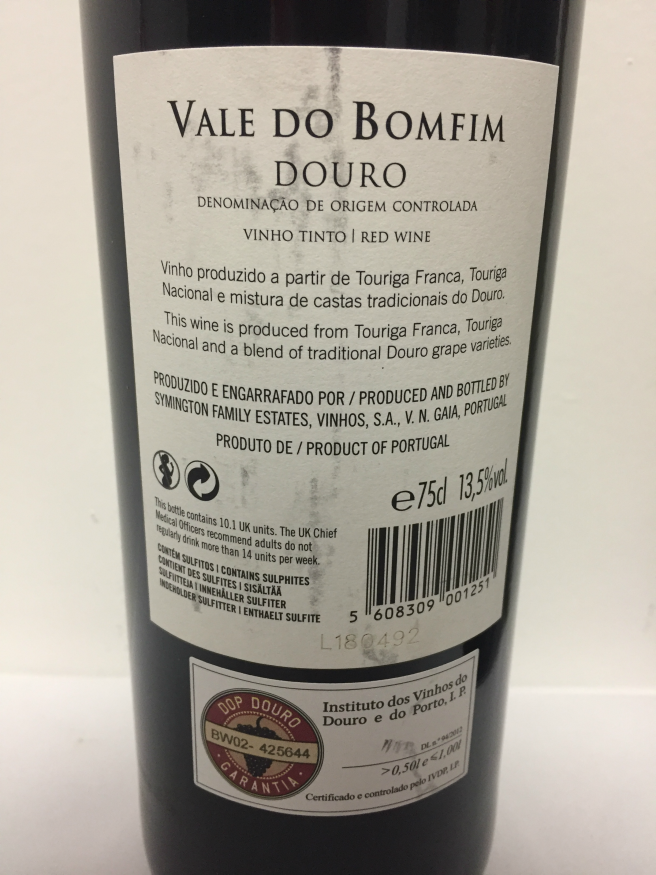 VALE DO BOMFIM
DOURO
DENOMINAÇÃO DE ORIGEM CONTROLADA
VINHO TINTO | RED WINE
Vinho produzido a partir de Touriga Franca, Touriga
Nacional e mistura de castas tradicionais do Douro.
This wine is produced from Touriga Franca, Touriga
Nacional and a blend of traditional Douro grape varieties.
PRODUZIDO E ENGARRAFADO POR / PRODUCED AND BOTTLED BY
SYMINGTON FAMILY ESTATES, VINHOS, S.A., V. N. GAIA, PORTUGAL
PRODUTO DE / PRODUCT OF PORTUGAL
e75cl 13,5%vol.
This bottle contains 10.1 UK units. The UK Chief
Medical Officers recommend adults do not
regularly drink more than 14 units per week.
CONTÉM SULFITOS | CONTAINS SULPHITES
CONTIENT DES SULFITES | SISÄLTÄÄ
SULFIITTEJA | INNEHÅLLER SULFITER
INDEHOLDER SULFITTER | ENTHAELT SULFITE
5 608309 001251
L180492
DOP DOURO
BW02- 425644
GARANTIA
Instituto dos Vinhos do
Douro e do Porto, I. P.
DL n.º
>0,50l e ≤1,00l
Certificado e controlado pelo IVDP, I.P.